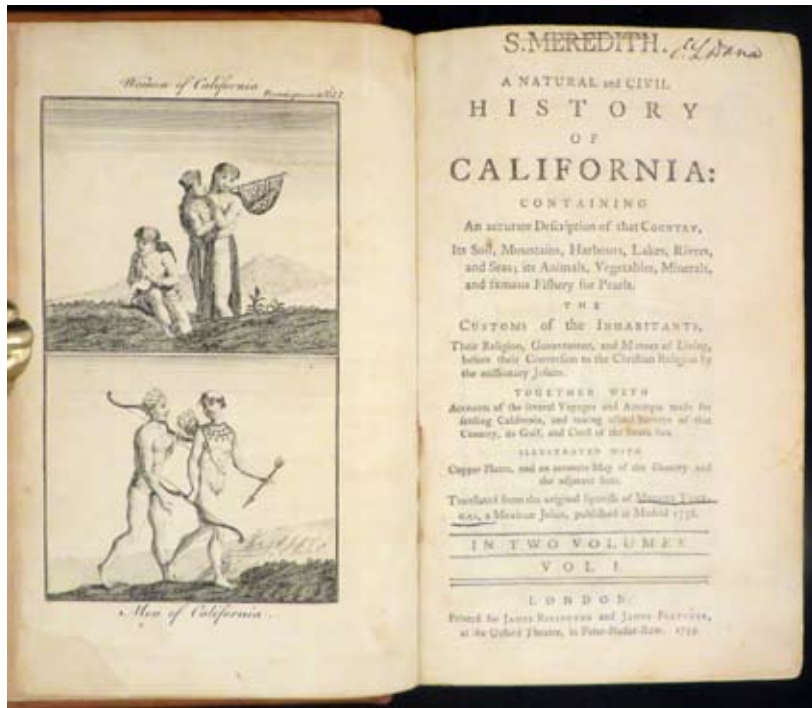 Women of California
S. MEREDITH.
A NATURAL and CIVIL
HISTORY
OF
CALIFORNIA:
CONTAINING
An accurate Deſcription of that COUNTRY,
Its Soil, Mountains, Harbours, Lakes, Rivers,
and Seas; its Animals, Vegetables, Minerals,
and famous Fiſhery for Pearls.
THE
CUSTOMS of the INHABITANTS,
Their Religion, Government, and Manner of Living,
before their Converſion to the Chriſtian Religion by
the miſſionary Jeſuits.
TOGETHER WITH
Accounts of the ſeveral Voyages and Attempts made for
ſettling California, and taking actual Surveys of that
Country, its Gulf, and Coaſt of the South Sea.
ILLUSTRATED WITH
Copper Plates, and an accurate Map of the Country and
the adjacent Seas.
Tranſlated from the original Spaniſh of MIGUEL VENE-
GAS, a Mexican Jeſuit, publiſhed at Madrid 1758.
IN TWO VOLUMES
VOL. I.
LONDON:
Printed for JAMES RIVINGTON and JAMES FLETCHER,
at the Oxford Theatre, in Pater-Noſter-Row. 1759.
Men of California.